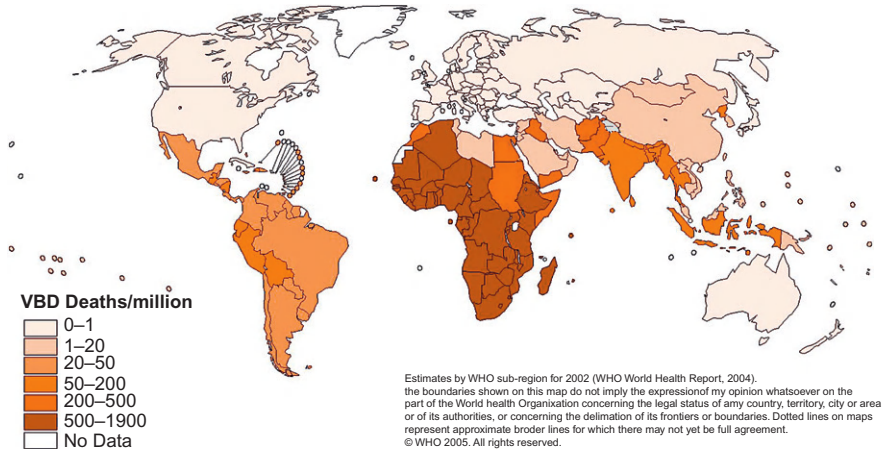 VBD Deaths/million
0–1
1–20
20–50
50–200
200–500
500–1900
No Data
Estimates by WHO sub-region for 2002 (WHO World Health Report, 2004).
the boundaries shown on this map do not imply the expressionof my opinion whatsoever on the
part of the World health Organixation concerning the legal status of amy country, territory, city or area
or of its authorities, or concerning the delimation of its frontiers or boundaries. Dotted lines on maps
represent approximate broder lines for which there may not yet be full agreement.
© WHO 2005. All rights reserved.